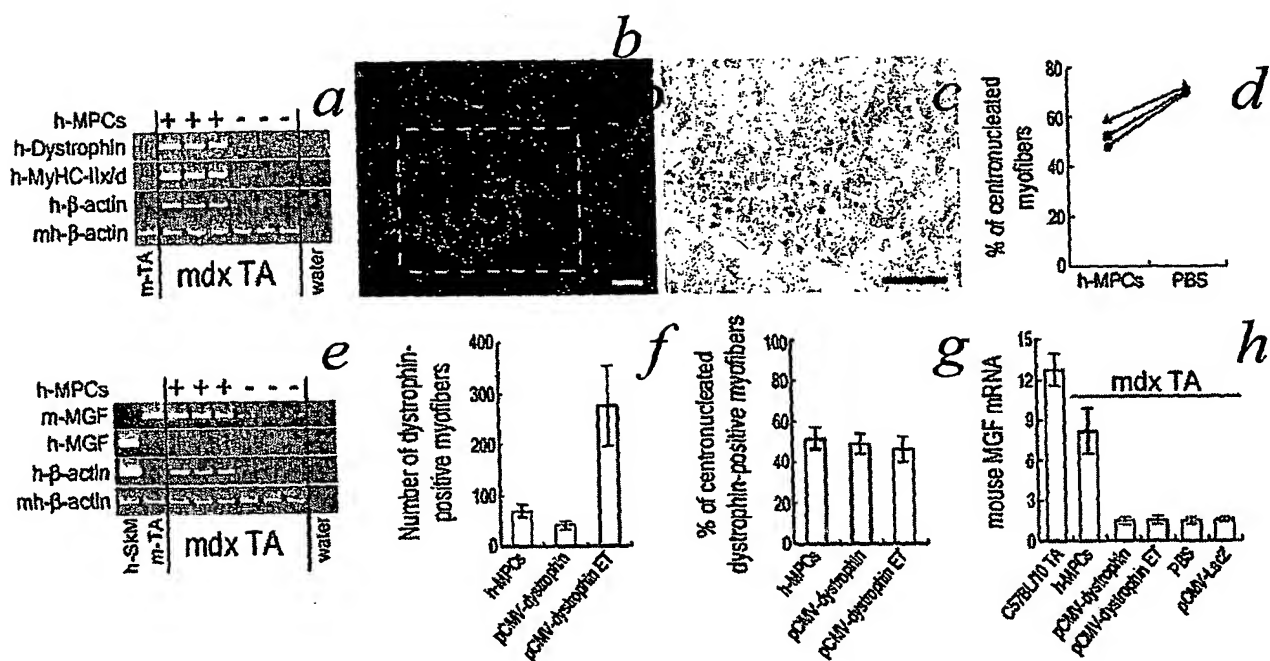 a
h-MPCs + + + - - -
h-Dystrophin
h-MyHC-IIx/d
h-β-actin
mh-β-actin
m-TA
mdx TA
water
b
c
d
% of centronucleated
myofibers
80
60
40
20
0
h-MPCs PBS
e
h-MPCs + + + - - -
m-MGF
h-MGF
h-β-actin
mh-β-actin
h-SkM
m-TA
mdx TA
water
f
Number of dystrophin-
positive myofibers
400
300
200
100
0
h-MPCs
pCMV-dystrophin
pCMV-dystrophin ET
g
% of centronucleated
dystrophin-positive myofibers
100
80
60
40
20
0
h-MPCs
pCMV-dystrophin
pCMV-dystrophin ET
h
mdx TA
mouse MGF mRNA
15
12
9
6
3
0
C57BL/10 TA
h-MPCs
pCMV-dystrophin
pCMV-dystrophin ET
PBS
pCMV-LacZ